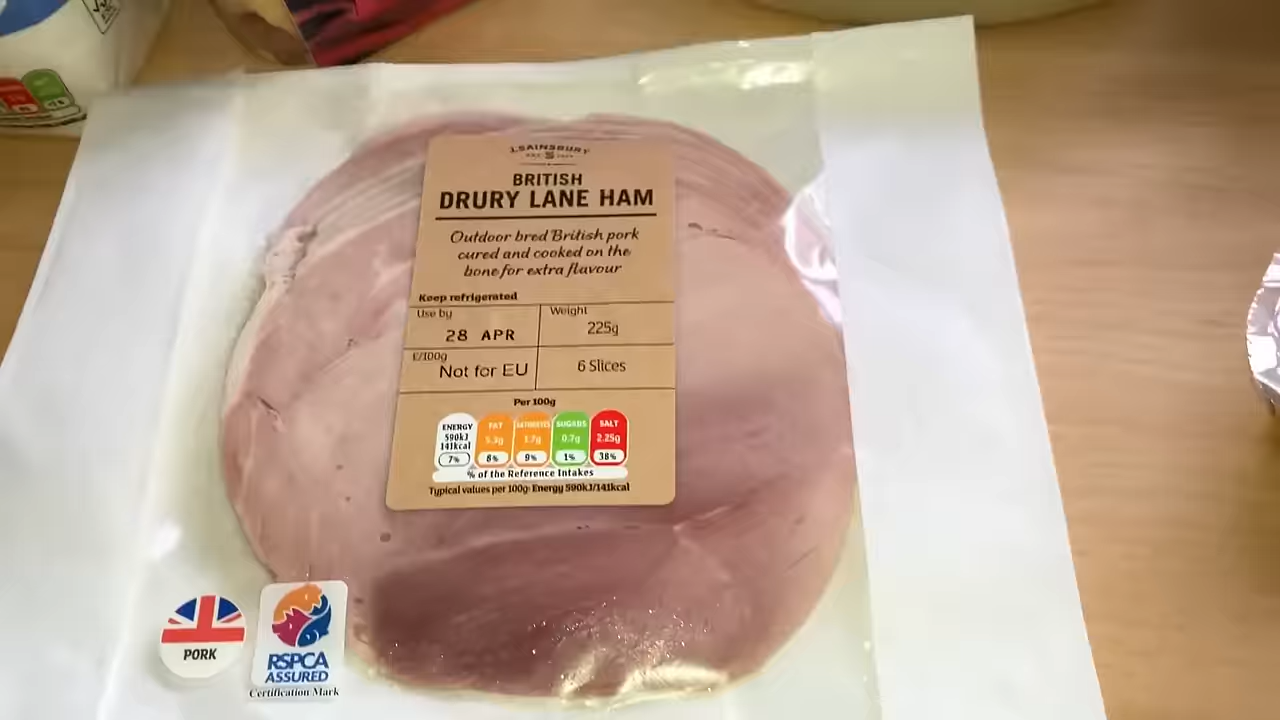 J.SAINSBURY
EST. S 1869
BRITISH
DRURY LANE HAM
Outdoor bred British pork
cured and cooked on the
bone for extra flavour
Keep refrigerated
Use by
28 APR
Weight
225g
E/100g
Not for EU
6 Slices
Per 100g
ENERGY
590kJ
141kcal
7%
FAT
5.3g
8%
SATURATES
1.7g
9%
SUGARS
0.7g
1%
SALT
2.25g
38%
% of the Reference Intakes
Typical values per 100g: Energy 590kJ/141kcal
PORK
RSPCA
ASSURED
Certification Mark